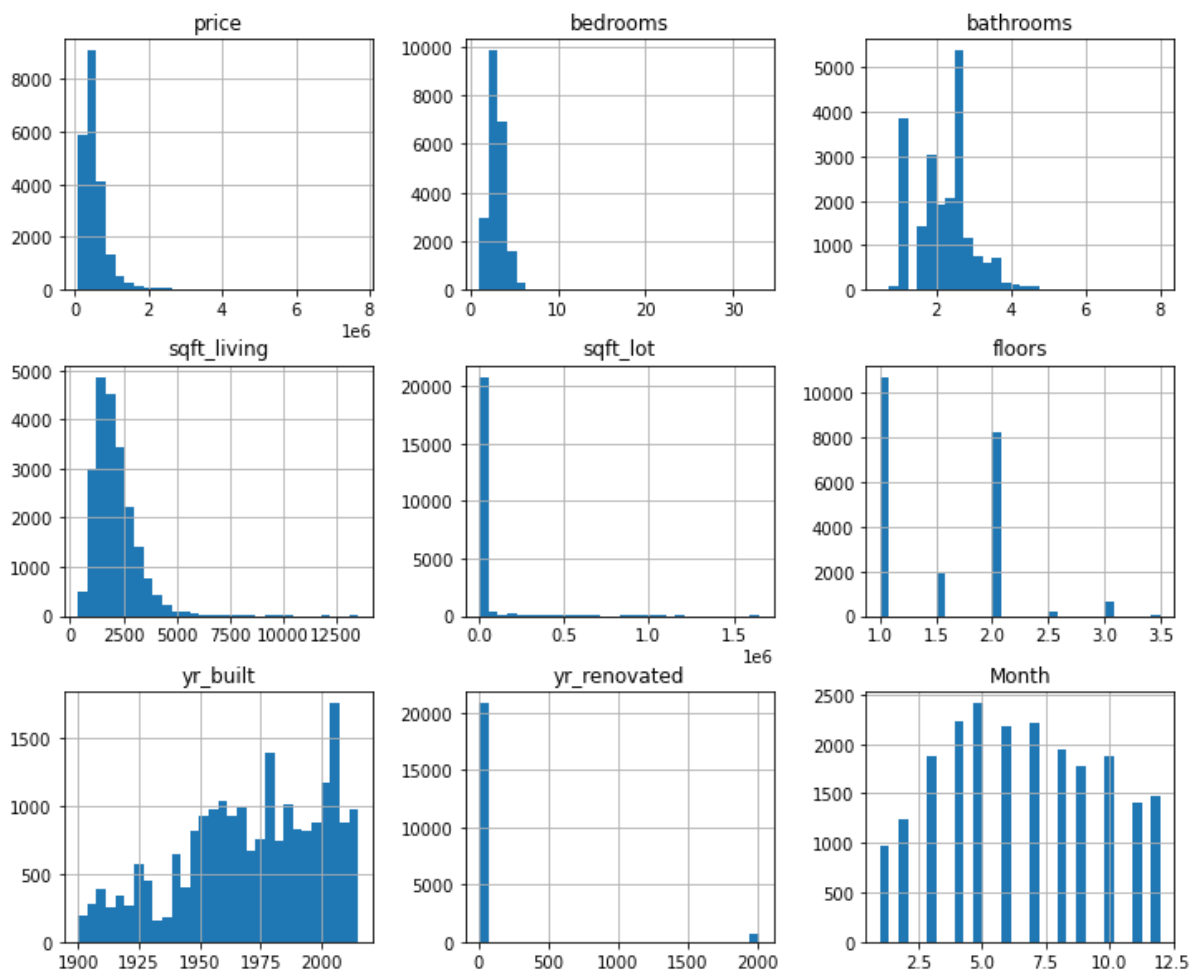 price
bedrooms
bathrooms
8000
6000
4000
2000
0
0 2 4 6 8
1e6
10000
8000
6000
4000
2000
0
0 10 20 30
5000
4000
3000
2000
1000
0
2 4 6 8
sqft_living
sqft_lot
floors
5000
4000
3000
2000
1000
0
0 2500 5000 7500 10000 12500
20000
15000
10000
5000
0
0.0 0.5 1.0 1.5
1e6
10000
8000
6000
4000
2000
0
1.0 1.5 2.0 2.5 3.0 3.5
yr_built
yr_renovated
Month
1500
1000
500
0
1900 1925 1950 1975 2000
20000
15000
10000
5000
0
0 500 1000 1500 2000
2500
2000
1500
1000
500
0
2.5 5.0 7.5 10.0 12.5